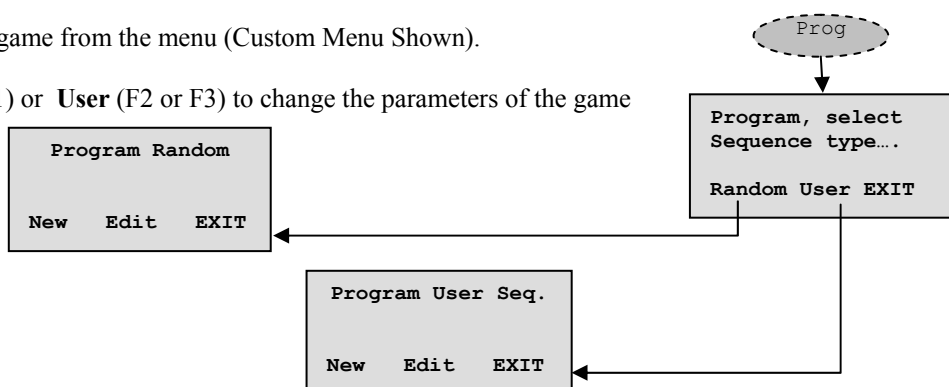 game from the menu (Custom Menu Shown).
Prog
) or User (F2 or F3) to change the parameters of the game
Program, select
Sequence type….
Random User EXIT
Program Random
New Edit EXIT
Program User Seq.
New Edit EXIT